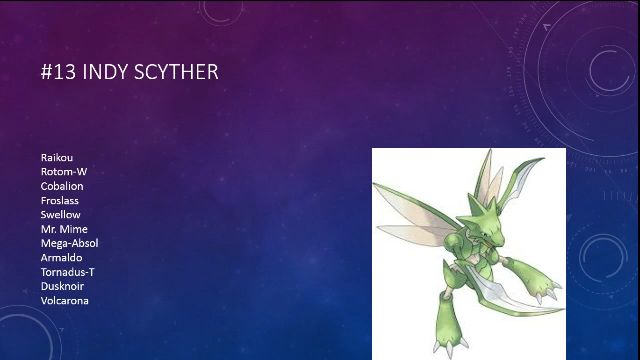 #13 INDY SCYTHER
Raikou
Rotom-W
Cobalion
Froslass
Swellow
Mr. Mime
Mega-Absol
Armaldo
Tornadus-T
Dusknoir
Volcarona